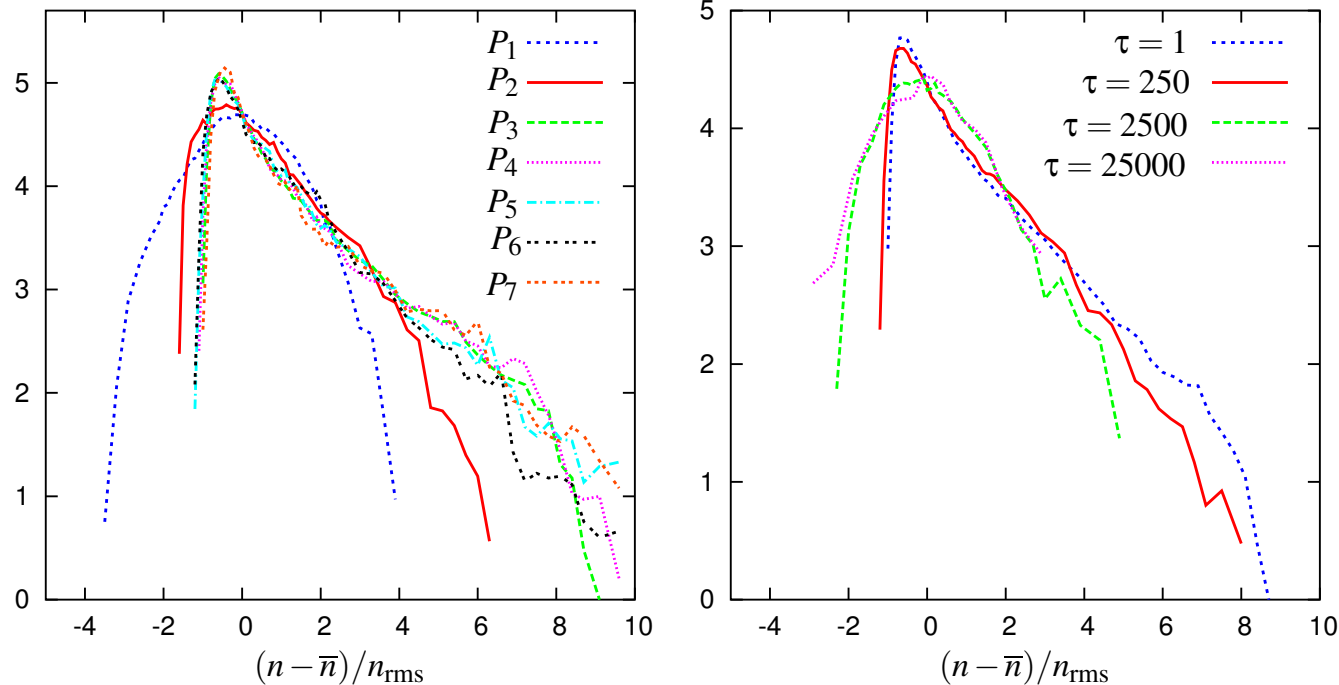 5
4
3
2
1
0
-4 -2 0 2 4 6 8 10
(n − n̅)/n_rms
P₁
P₂
P₃
P₄
P₅
P₆
P₇
5
4
3
2
1
0
-4 -2 0 2 4 6 8 10
(n − n̅)/n_rms
τ = 1
τ = 250
τ = 2500
τ = 25000